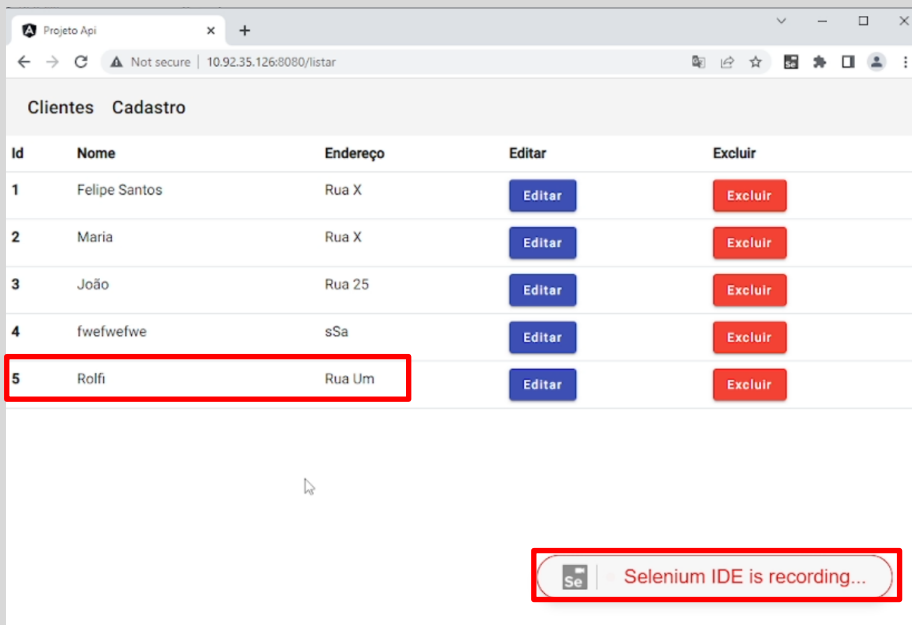 Projeto Api
Not secure | 10.92.35.126:8080/listar
Se
Clientes Cadastro
Id Nome Endereço Editar Excluir
1 Felipe Santos Rua X Editar Excluir
2 Maria Rua X Editar Excluir
3 João Rua 25 Editar Excluir
4 fwefwefwe sSa Editar Excluir
5 Rolfi Rua Um Editar Excluir
Se Selenium IDE is recording...